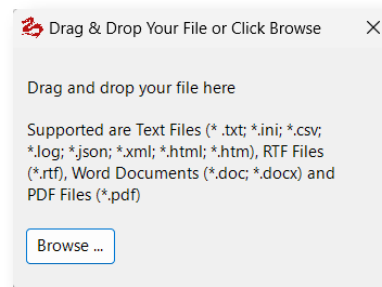 Drag & Drop Your File or Click Browse
Drag and drop your file here
Supported are Text Files (* .txt; *.ini; *.csv;
*.log; *.json; *.xml; *.html; *.htm), RTF Files
(*.rtf), Word Documents (*.doc; *.docx) and
PDF Files (*.pdf)
Browse ...